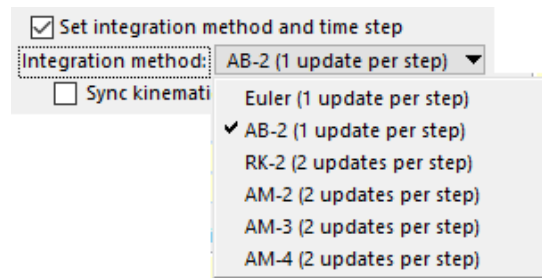 Set integration method and time step
Integration method: AB-2 (1 update per step)
Sync kinemati
Euler (1 update per step)
AB-2 (1 update per step)
RK-2 (2 updates per step)
AM-2 (2 updates per step)
AM-3 (2 updates per step)
AM-4 (2 updates per step)